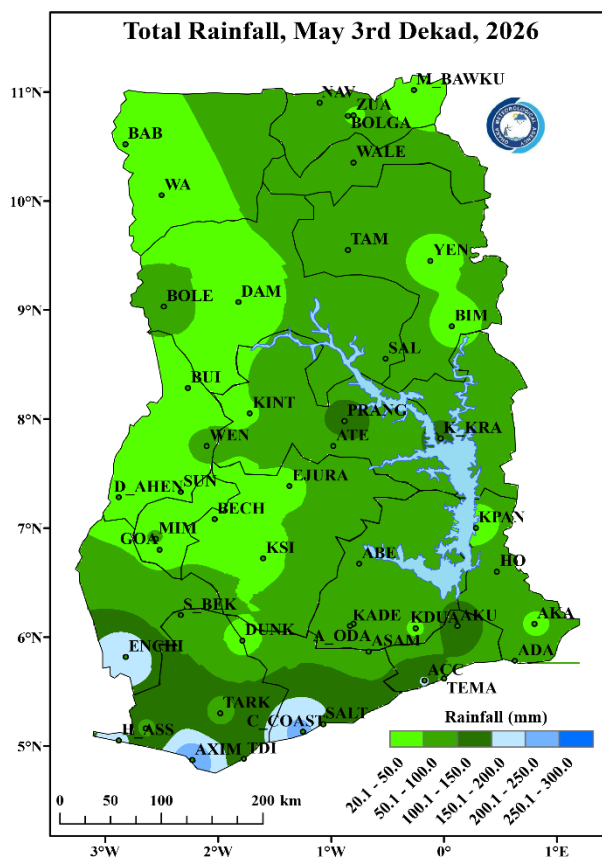 Total Rainfall, May 3rd Dekad, 2026
M_BAWKU
NAV
ZUA
11°N
BOLGA
BAB
WALE
WA
10°N
TAM
YEN
BOLE
DAM
9°N
BIM
SAL
BUI
KINT
PRANG
8°N
WEN
ATE
K_KRA
EJURA
D_AHEN
SUN
BECH
KPAN
7°N
MIM
GOA
KSI
ABE
HO
S_BEK
KADE
KDUA
AKU
AKA
6°N
DUNK
A_ODA
ASAM
ENCHI
ADA
ACC
TEMA
TARK
C_COAST
SALT
Rainfall (mm)
5°N
H_ASS
AXIM
TDI
20.1 - 50.0
50.1 - 100.0
100.1 - 150.0
150.1 - 200.0
200.1 - 250.0
250.1 - 300.0
0 50 100 200 km
3°W 2°W 1°W 0° 1°E